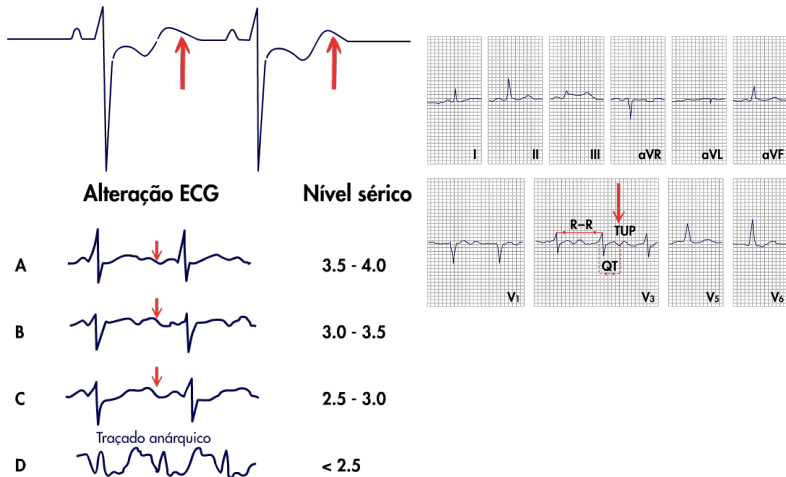 Alteração ECG Nível sérico
A 3.5 - 4.0
B 3.0 - 3.5
C 2.5 - 3.0
Traçado anárquico
D < 2.5
I II III aVR aVL aVF
R-R
TUP
QT
V1 V3 V5 V6